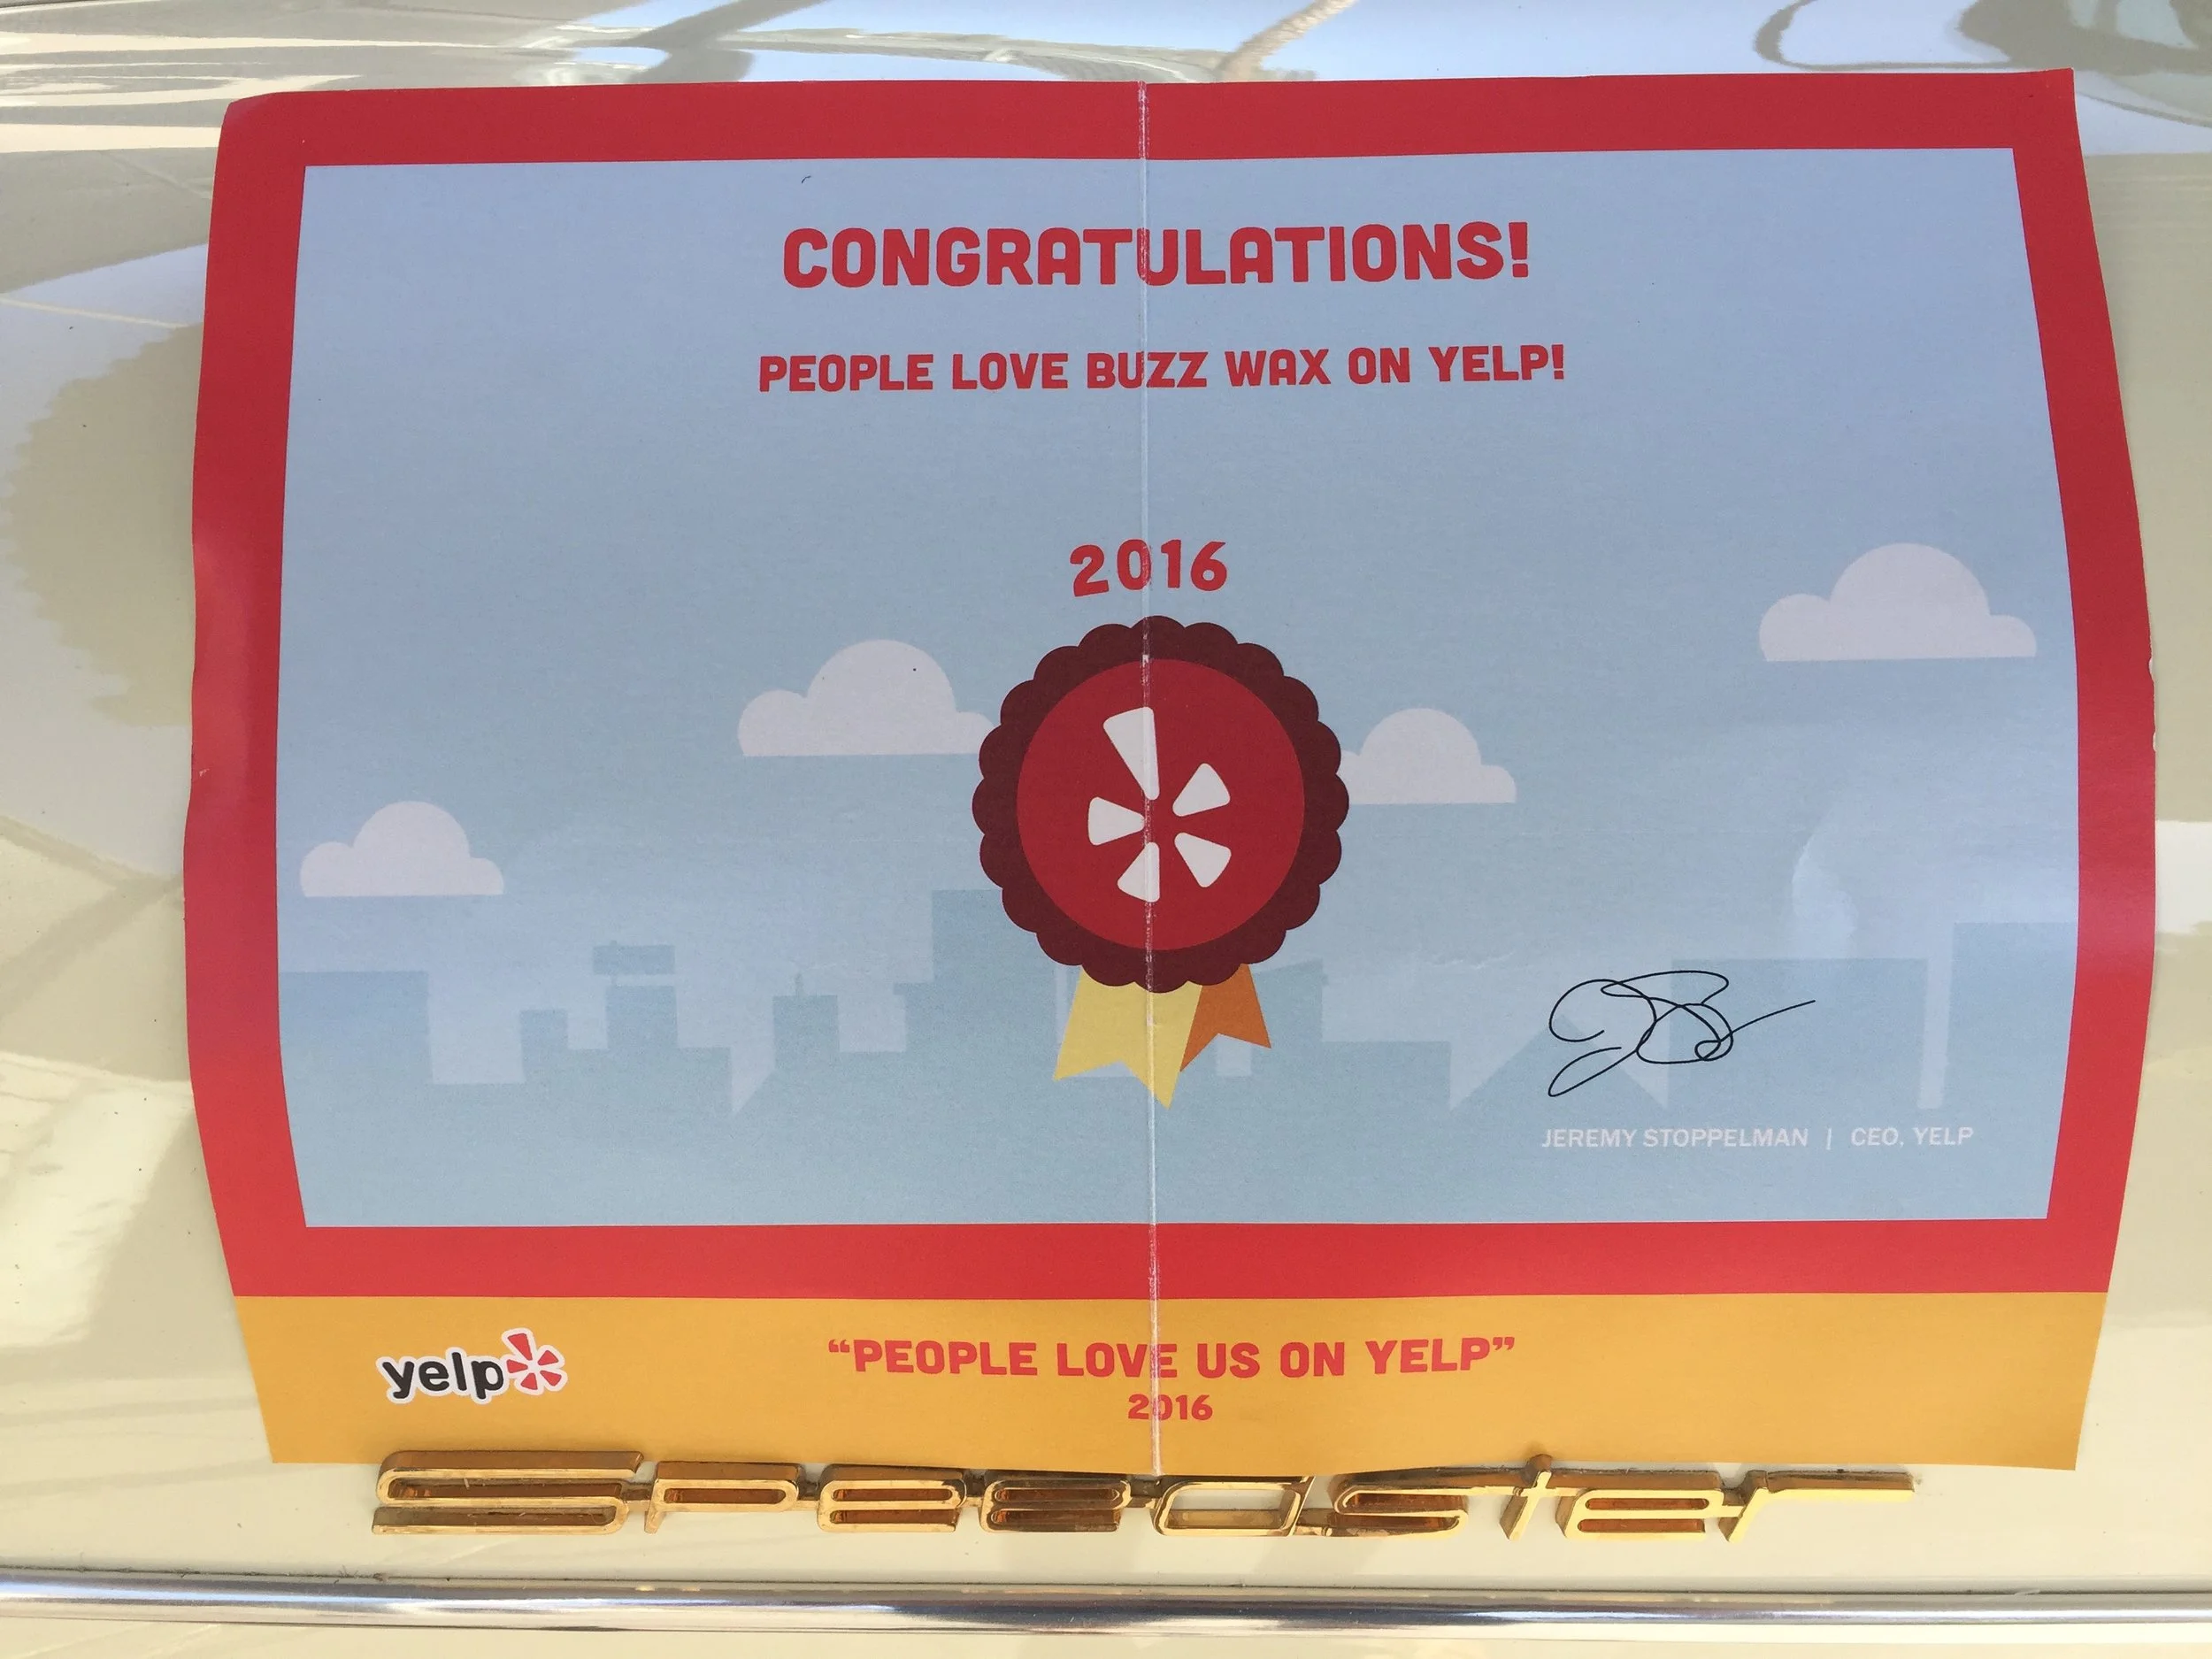 CONGRATULATIONS!
PEOPLE LOVE BUZZ WAX ON YELP!
2016
JEREMY STOPPELMAN | CEO, YELP
yelp
“PEOPLE LOVE US ON YELP”
2016
Speedster